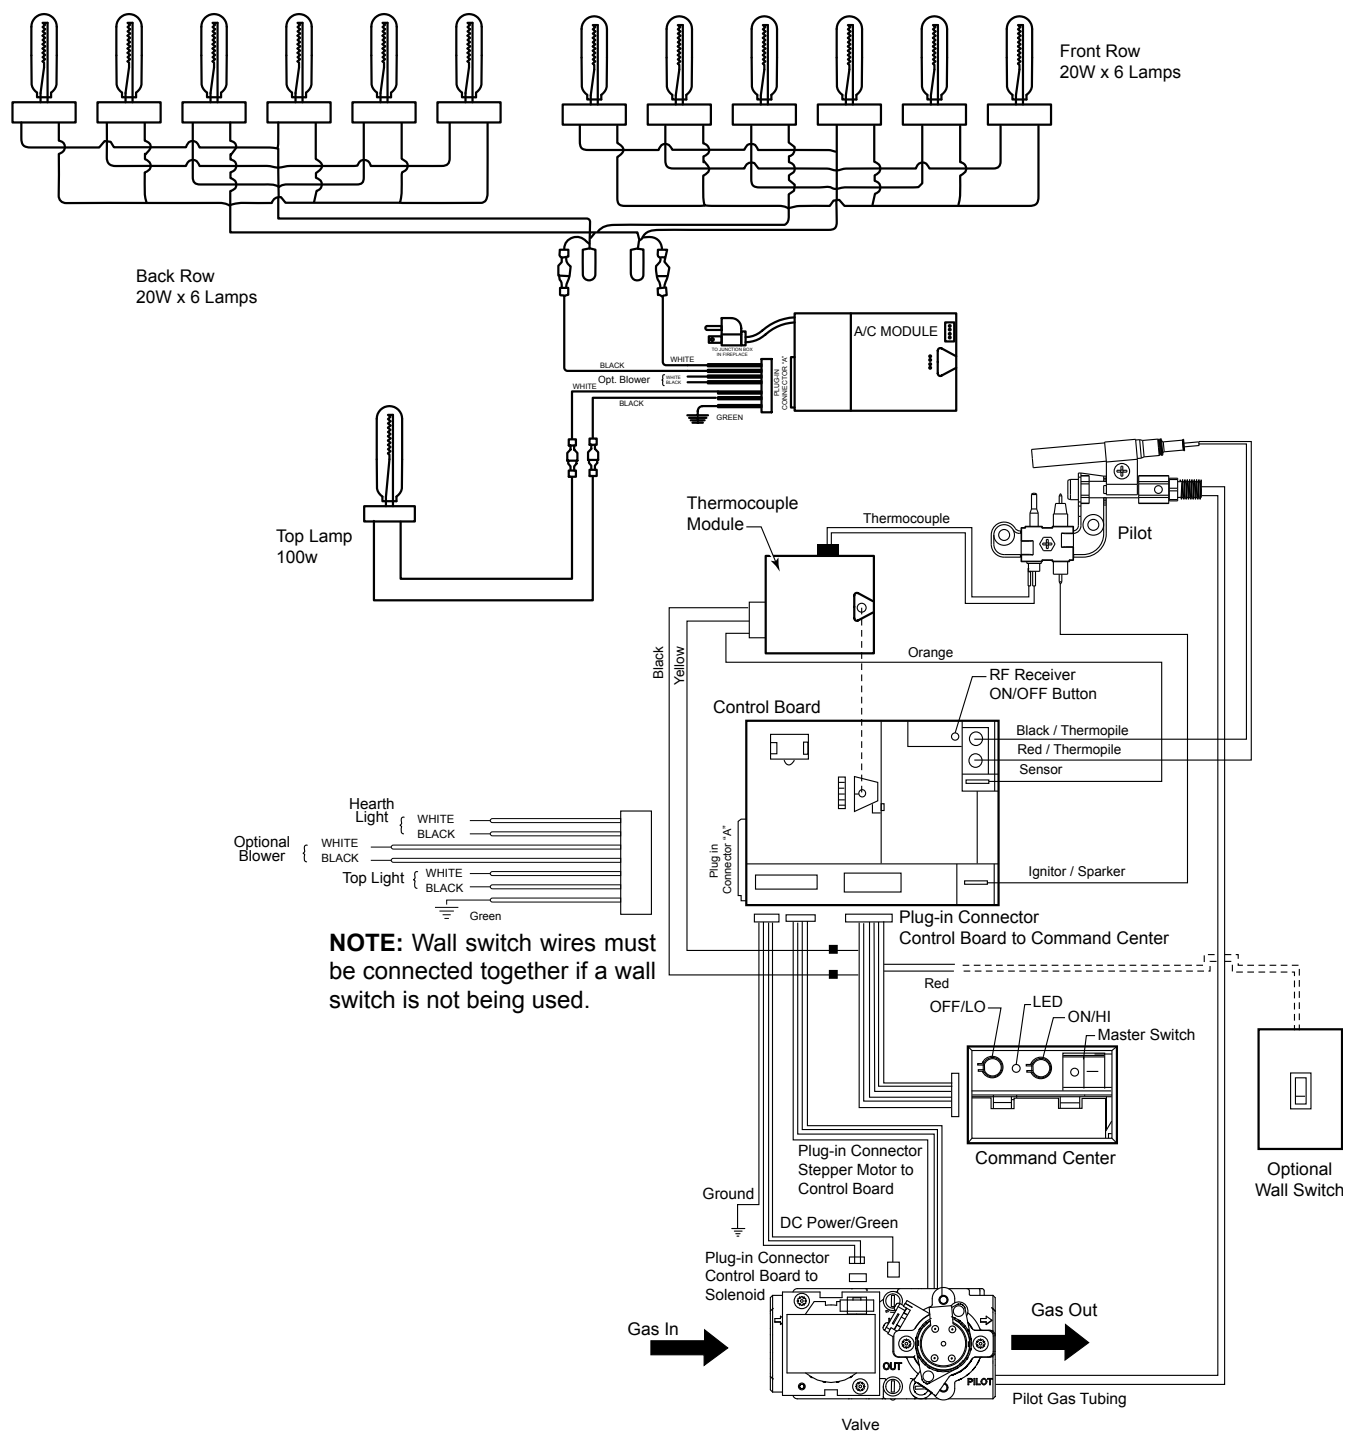 Front Row
20W x 6 Lamps
Back Row
20W x 6 Lamps
A/C MODULE
TO JUNCTION BOX
IN FIREPLACE
WHITE
BLACK
Opt. Blower
WHITE
BLACK
WHITE
BLACK
GREEN
PLUG-IN
CONNECTOR "A"
Top Lamp
100w
Thermocouple
Module
Thermocouple
Pilot
Black
Yellow
Orange
RF Receiver
ON/OFF Button
Control Board
Black / Thermopile
Red / Thermopile
Sensor
Hearth
Light
WHITE
BLACK
Optional
Blower
WHITE
BLACK
Top Light
WHITE
BLACK
Green
Plug in
Connector "A"
Ignitor / Sparker
Plug-in Connector
Control Board to Command Center
NOTE: Wall switch wires must
be connected together if a wall
switch is not being used.
Red
OFF/LO
LED
ON/HI
Master Switch
Command Center
Optional
Wall Switch
Plug-in Connector
Stepper Motor to
Control Board
Ground
DC Power/Green
Plug-in Connector
Control Board to
Solenoid
Gas In
Gas Out
OUT
PILOT
Pilot Gas Tubing
Valve